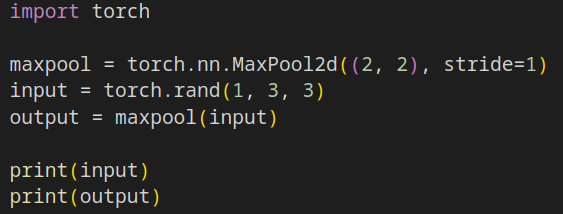 import torch
maxpool = torch.nn.MaxPool2d((2, 2), stride=1)
input = torch.rand(1, 3, 3)
output = maxpool(input)
print(input)
print(output)